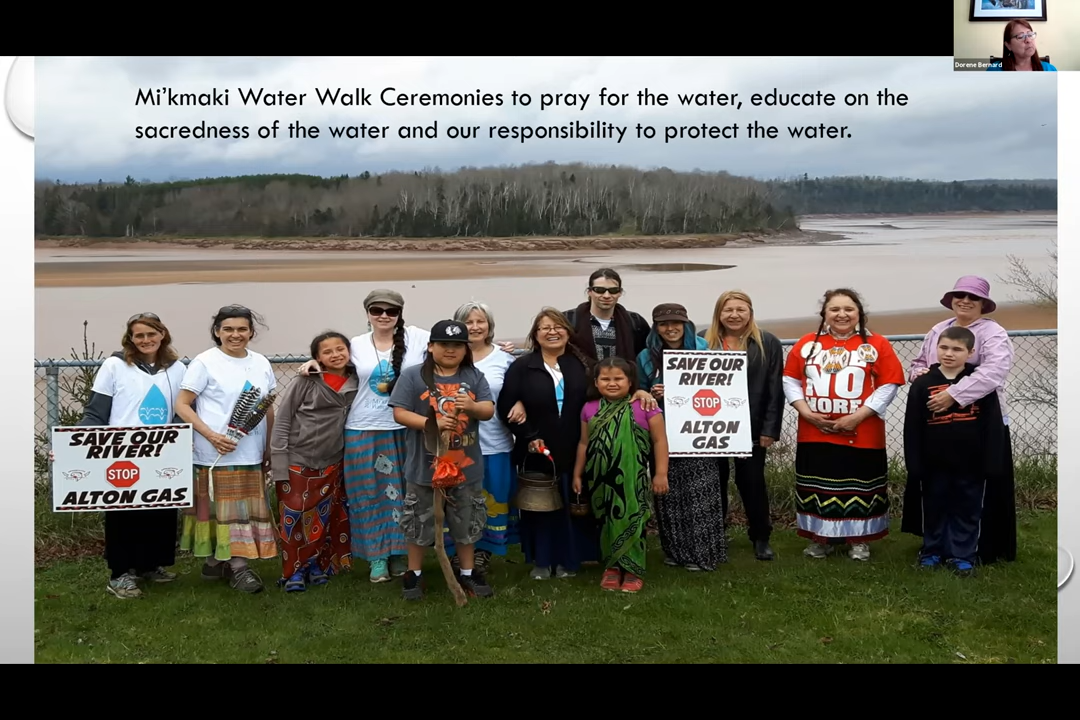 Mi'kmaki Water Walk Ceremonies to pray for the water, educate on the
sacredness of the water and our responsibility to protect the water.
Dorene Bernard
SAVE OUR
RIVER!
STOP
ALTON GAS
SAVE OUR
RIVER!
STOP
ALTON
GAS
NO
MORE